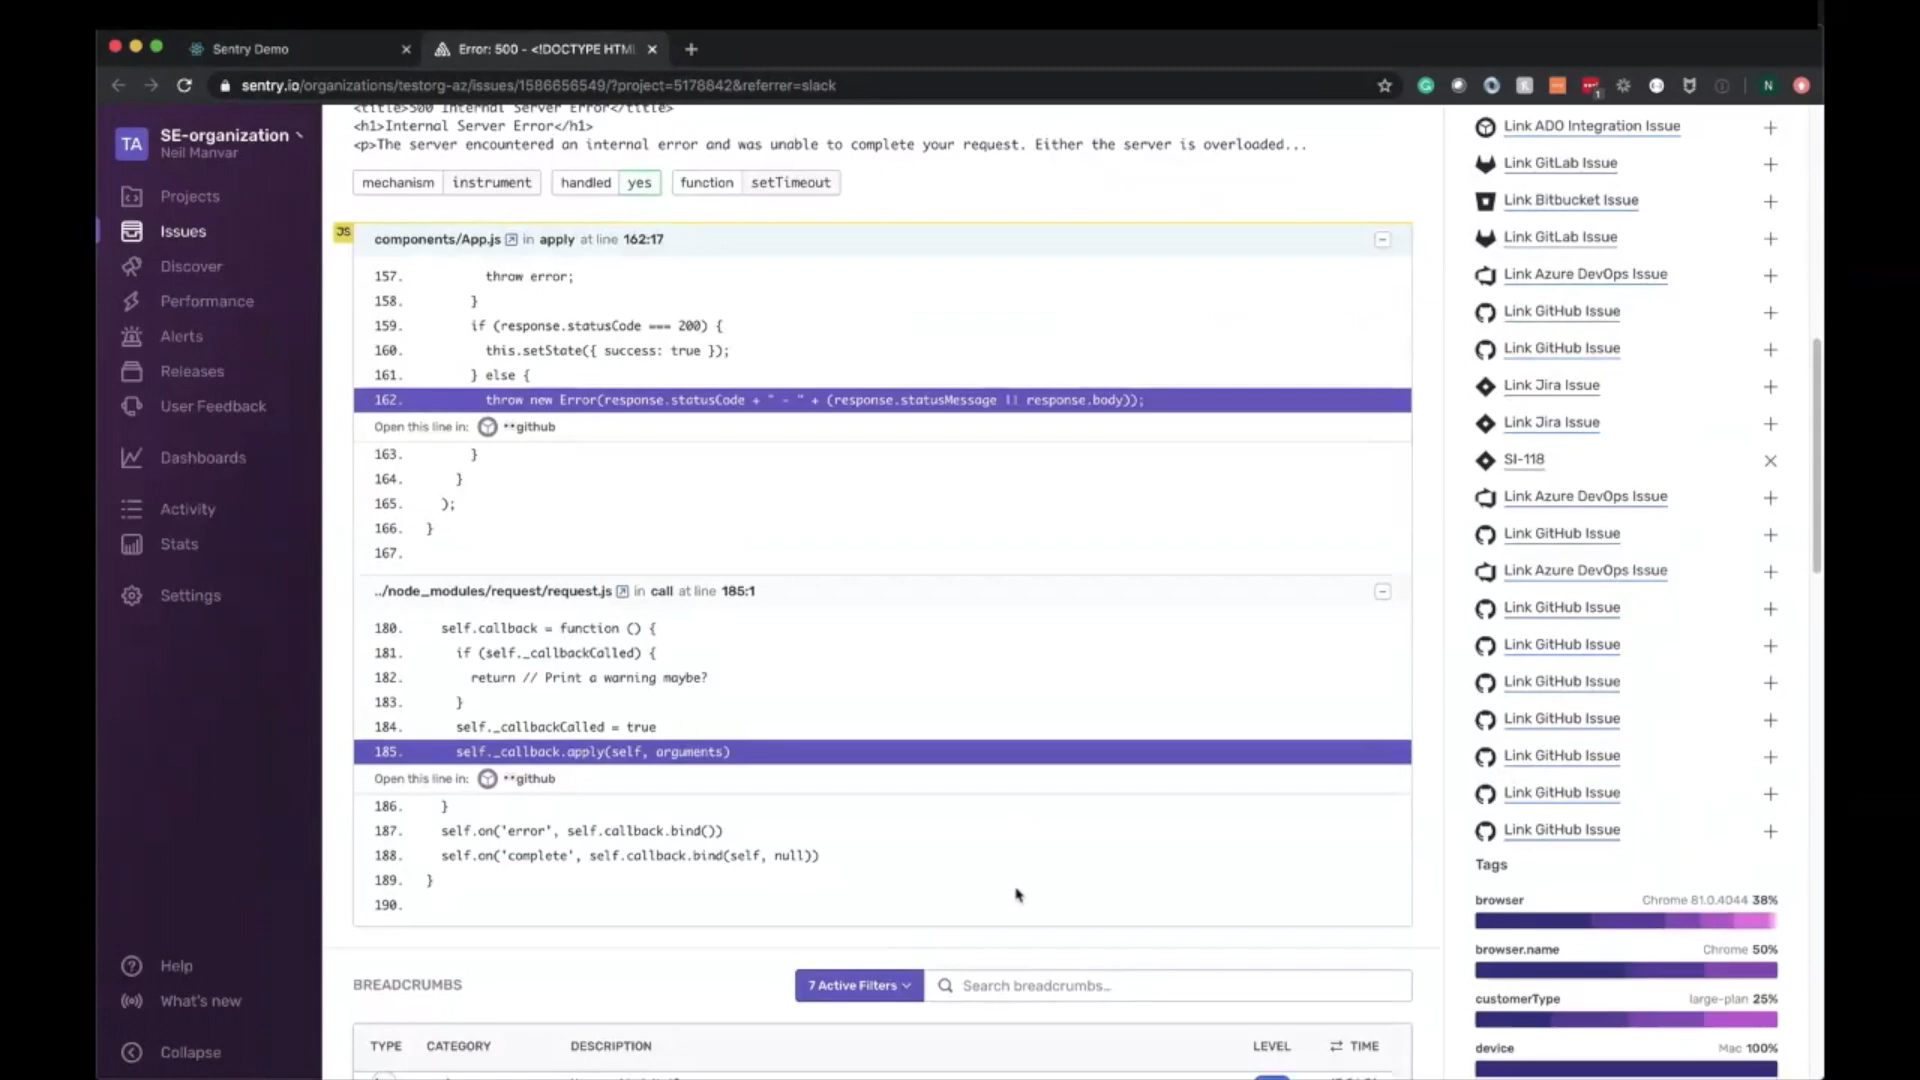 Sentry Demo
Error: 500 - <!DOCTYPE HTML
sentry.io/organizations/testorg-az/issues/1586656549/?project=5178842&referrer=slack
N
TA
SE-organization
Neil Manvar
Projects
Issues
Discover
Performance
Alerts
Releases
User Feedback
Dashboards
Activity
Stats
Settings
Help
What's new
Collapse
<title>500 Internal Server Error</title>
<h1>Internal Server Error</h1>
<p>The server encountered an internal error and was unable to complete your request. Either the server is overloaded...
mechanism instrument handled yes function setTimeout
JS
components/App.js in apply at line 162:17
157. throw error;
158. }
159. if (response.statusCode === 200) {
160. this.setState({ success: true });
161. } else {
162. throw new Error(response.statusCode + " - " + (response.statusMessage || response.body));
Open this line in: **github
163. }
164. }
165. );
166. }
167.
../node_modules/request/request.js in call at line 185:1
180. self.callback = function () {
181. if (self._callbackCalled) {
182. return // Print a warning maybe?
183. }
184. self._callbackCalled = true
185. self._callback.apply(self, arguments)
Open this line in: **github
186. }
187. self.on('error', self.callback.bind())
188. self.on('complete', self.callback.bind(self, null))
189. }
190.
BREADCRUMBS
7 Active Filters
Search breadcrumbs...
TYPE CATEGORY DESCRIPTION LEVEL TIME
Link ADO Integration Issue
Link GitLab Issue
Link Bitbucket Issue
Link GitLab Issue
Link Azure DevOps Issue
Link GitHub Issue
Link GitHub Issue
Link Jira Issue
Link Jira Issue
SI-118
Link Azure DevOps Issue
Link GitHub Issue
Link Azure DevOps Issue
Link GitHub Issue
Link GitHub Issue
Link GitHub Issue
Link GitHub Issue
Link GitHub Issue
Link GitHub Issue
Link GitHub Issue
Tags
browser Chrome 81.0.4044 38%
browser.name Chrome 50%
customerType large-plan 25%
device Mac 100%